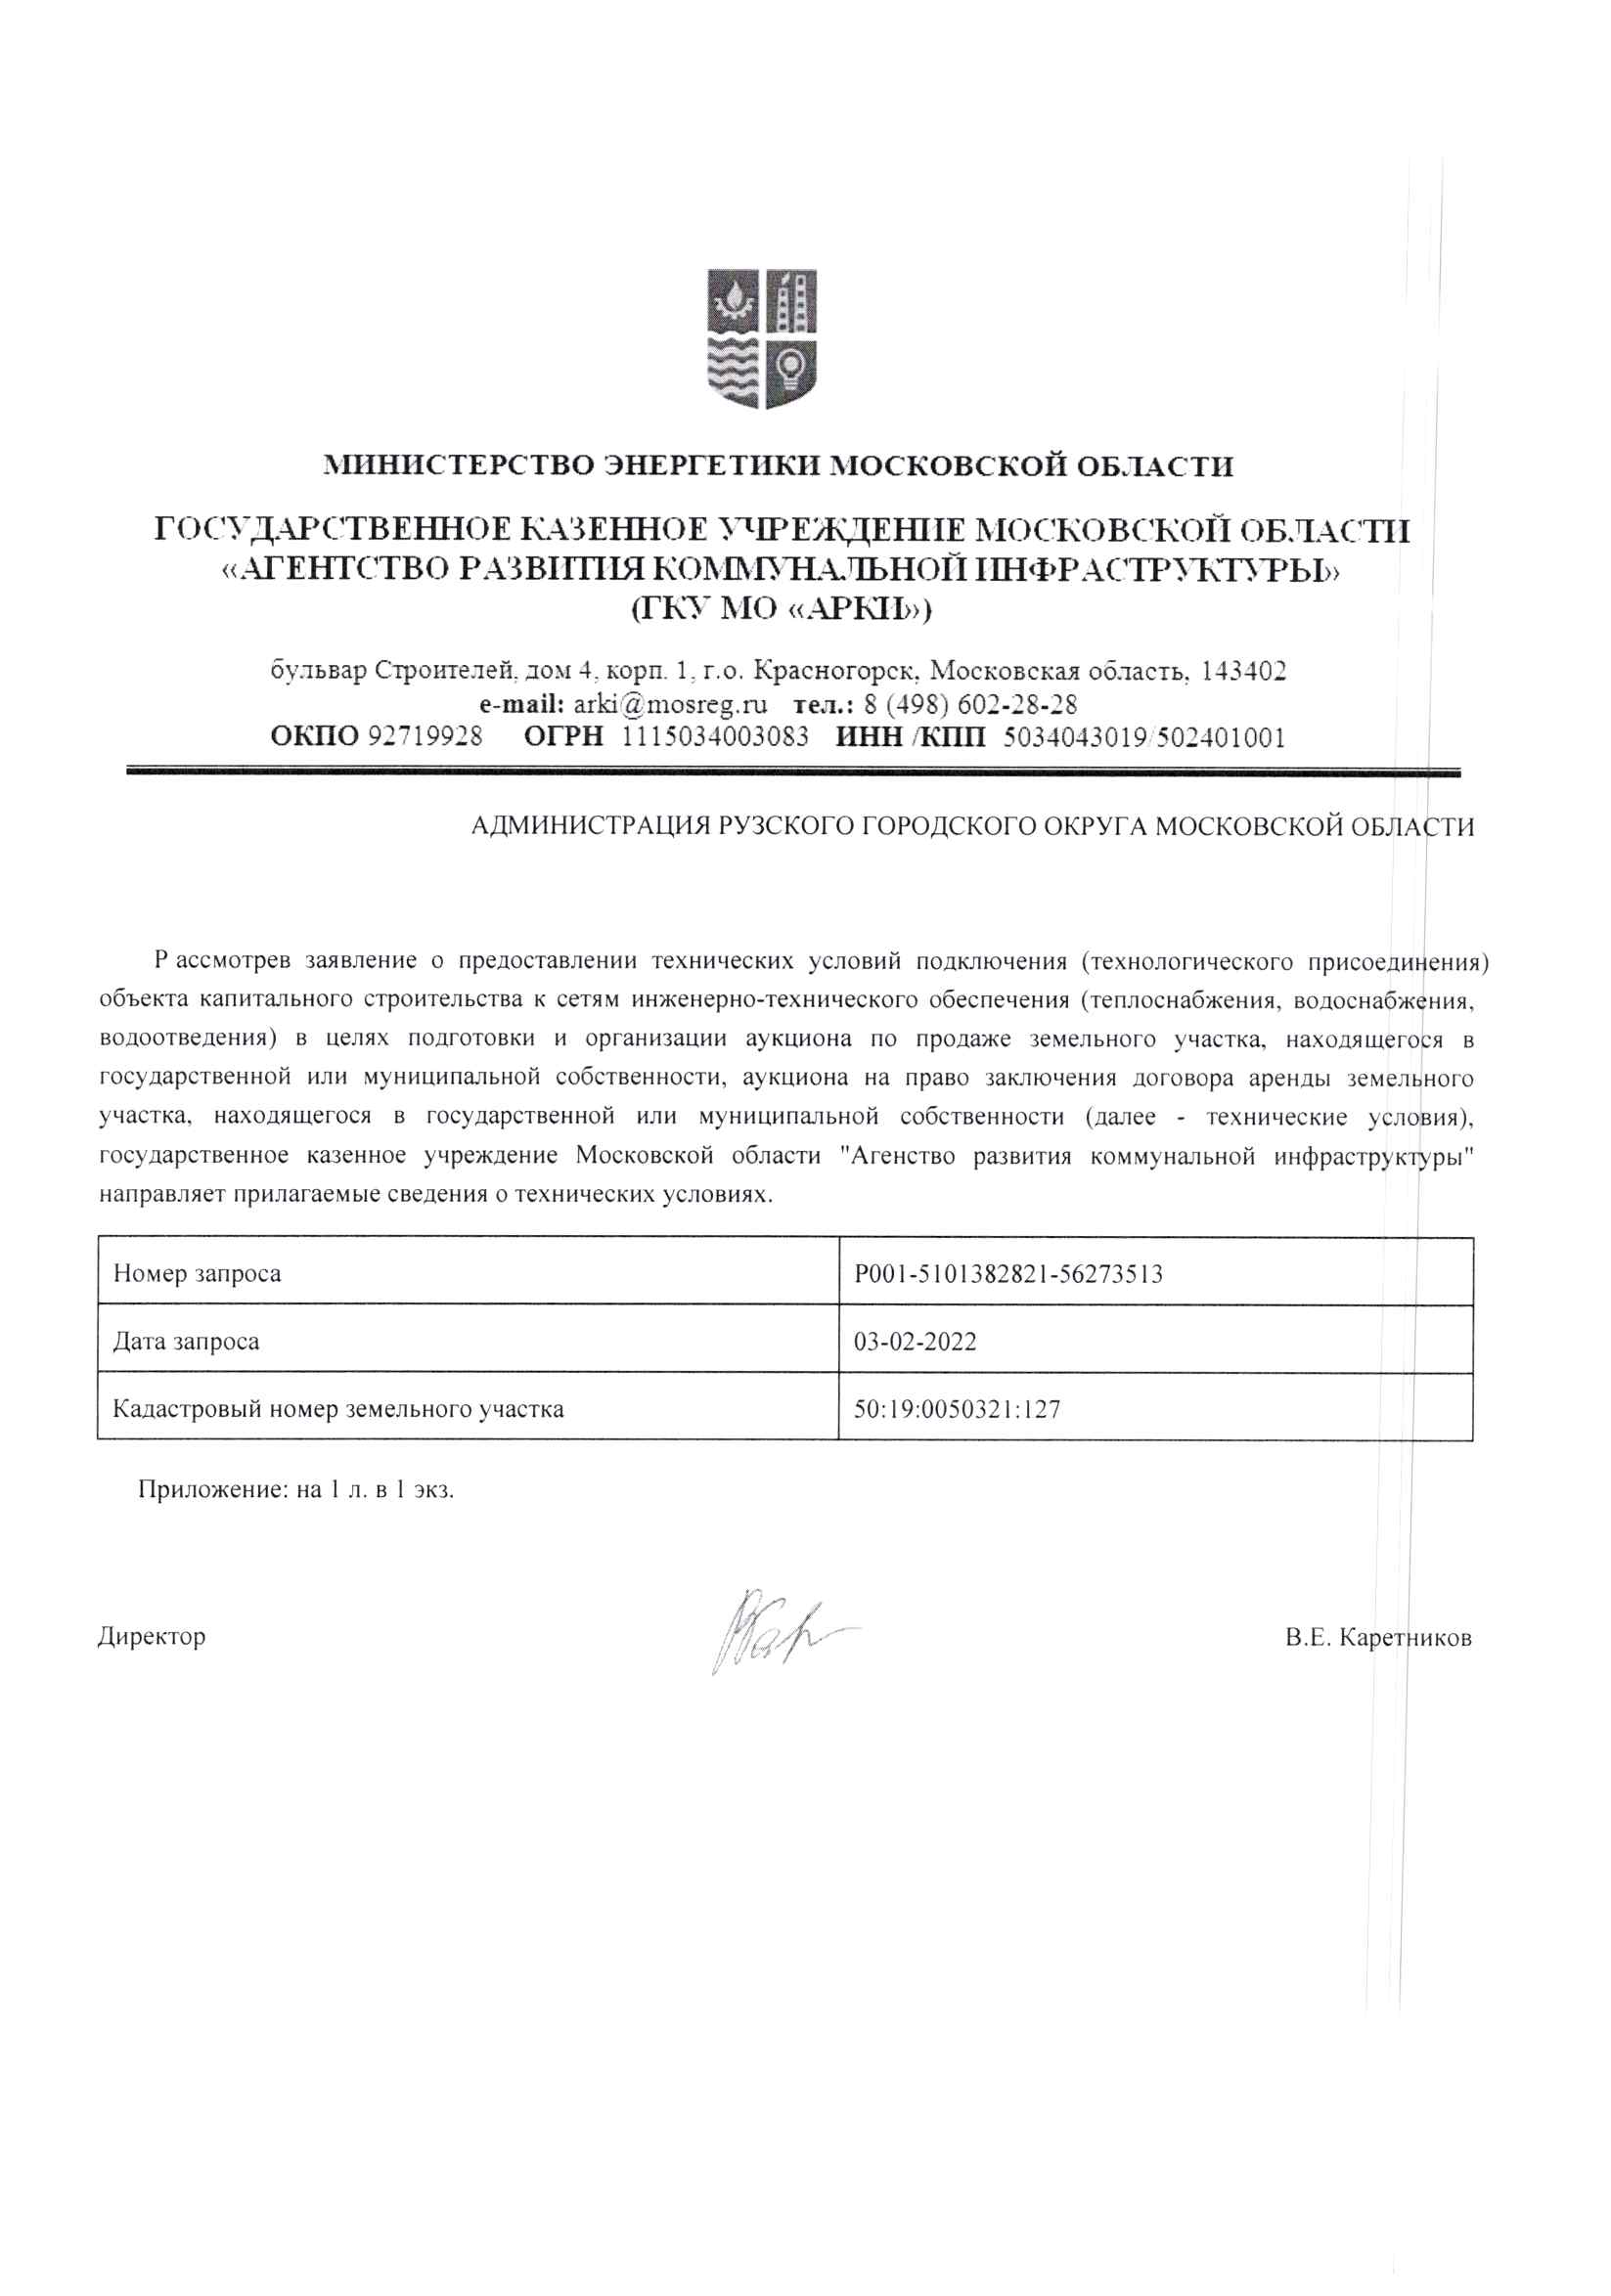 МИНИСТЕРСТВО ЭНЕРГЕТИКИ МОСКОВСКОЙ ОБЛАСТИ
ГОСУДАРСТВЕННОЕ КАЗЕННОЕ УЧРЕЖДЕНИЕ МОСКОВСКОЙ ОБЛАСТИ
«АГЕНТСТВО РАЗВИТИЯ КОММУНАЛЬНОЙ ИНФРАСТРУКТУРЫ»
(ГКУ МО «АРКИ»)
бульвар Строителей, дом 4, корп. 1, г.о. Красногорск, Московская область, 143402
e-mail: arki@mosreg.ru тел.: 8 (498) 602-28-28
ОКПО 92719928 ОГРН 1115034003083 ИНН /КПП 5034043019/502401001
АДМИНИСТРАЦИЯ РУЗСКОГО ГОРОДСКОГО ОКРУГА МОСКОВСКОЙ ОБЛАСТИ
Р ассмотрев заявление о предоставлении технических условий подключения (технологического присоединения)
объекта капитального строительства к сетям инженерно-технического обеспечения (теплоснабжения, водоснабжения,
водоотведения) в целях подготовки и организации аукциона по продаже земельного участка, находящегося в
государственной или муниципальной собственности, аукциона на право заключения договора аренды земельного
участка, находящегося в государственной или муниципальной собственности (далее - технические условия),
государственное казенное учреждение Московской области "Агенство развития коммунальной инфраструктуры"
направляет прилагаемые сведения о технических условиях.
Номер запроса P001-5101382821-56273513
Дата запроса 03-02-2022
Кадастровый номер земельного участка 50:19:0050321:127
Приложение: на 1 л. в 1 экз.
Директор В.Е. Каретников